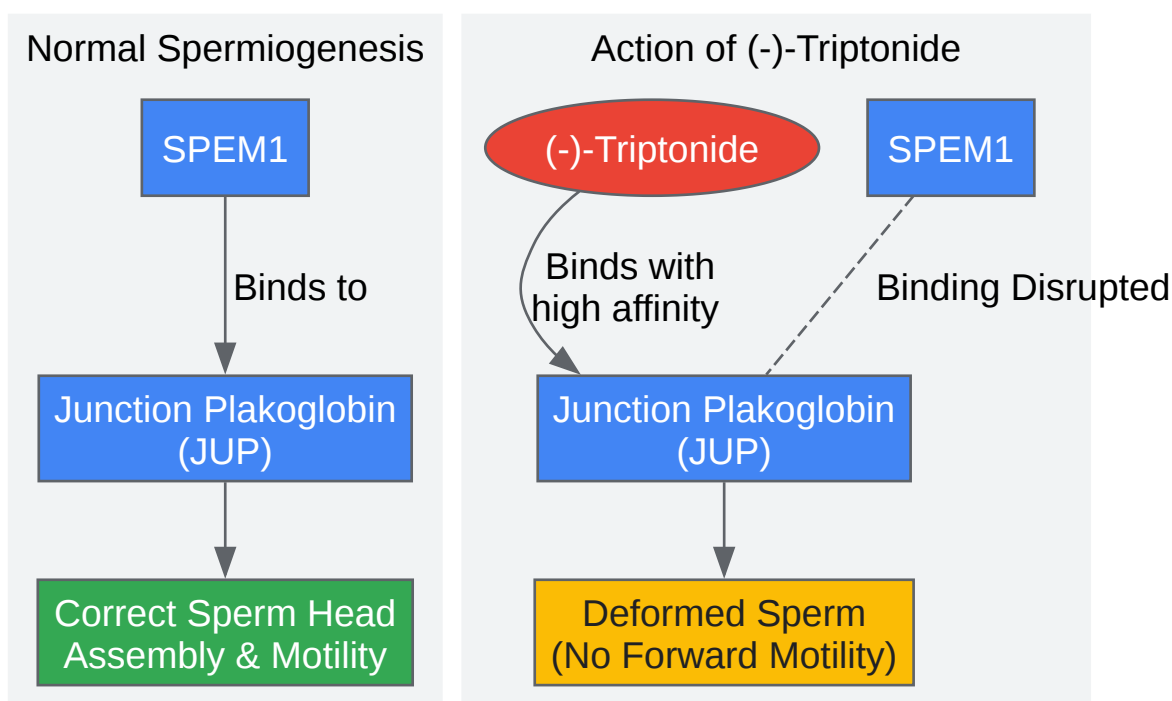 Normal Spermiogenesis
SPEM1
Binds to
Junction Plakoglobin
(JUP)
Correct Sperm Head
Assembly & Motility
Action of (-)-Triptonide
(-)-Triptonide
SPEM1
Binds with
high affinity
Binding Disrupted
Junction Plakoglobin
(JUP)
Deformed Sperm
(No Forward Motility)